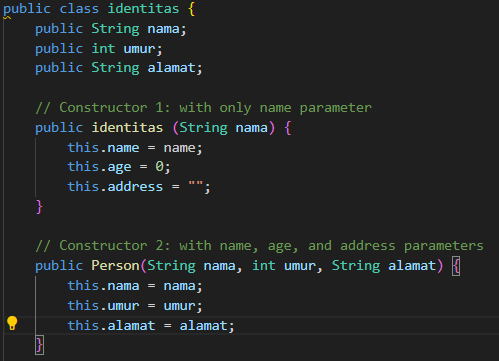 public class identitas {
    public String nama;
    public int umur;
    public String alamat;
    // Constructor 1: with only name parameter
    public identitas (String nama) {
        this.name = name;
        this.age = 0;
        this.address = "";
    }
    // Constructor 2: with name, age, and address parameters
    public Person(String nama, int umur, String alamat) {
        this.nama = nama;
        this.umur = umur;
        this.alamat = alamat;
    }